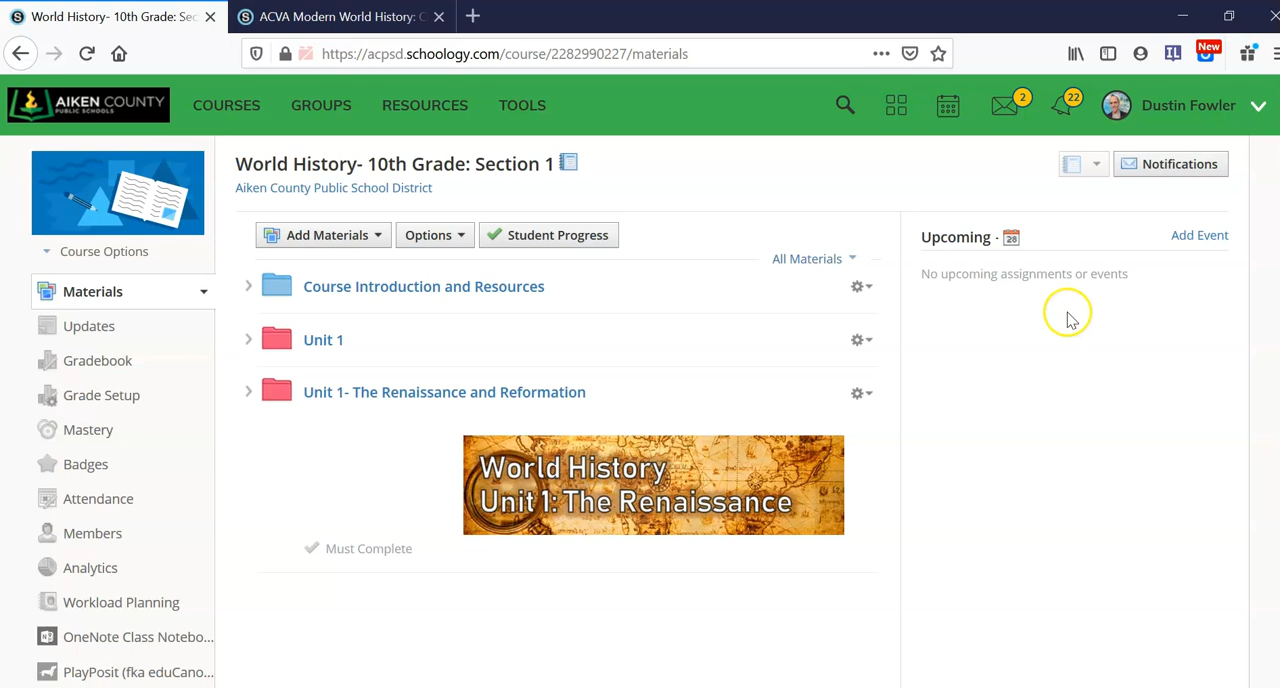 World History- 10th Grade: Sec
ACVA Modern World History: C
https://acpsd.schoology.com/course/2282990227/materials
IL
New
AIKEN COUNTY
PUBLIC SCHOOLS
COURSES
GROUPS
RESOURCES
TOOLS
2
22
Dustin Fowler
World History- 10th Grade: Section 1
Notifications
Aiken County Public School District
Course Options
Materials
Updates
Gradebook
Grade Setup
Mastery
Badges
Attendance
Members
Analytics
Workload Planning
OneNote Class Notebo...
PlayPosit (fka eduCano...
Add Materials
Options
Student Progress
All Materials
Course Introduction and Resources
Unit 1
Unit 1- The Renaissance and Reformation
World History
Unit 1: The Renaissance
Must Complete
Upcoming · 28
Add Event
No upcoming assignments or events